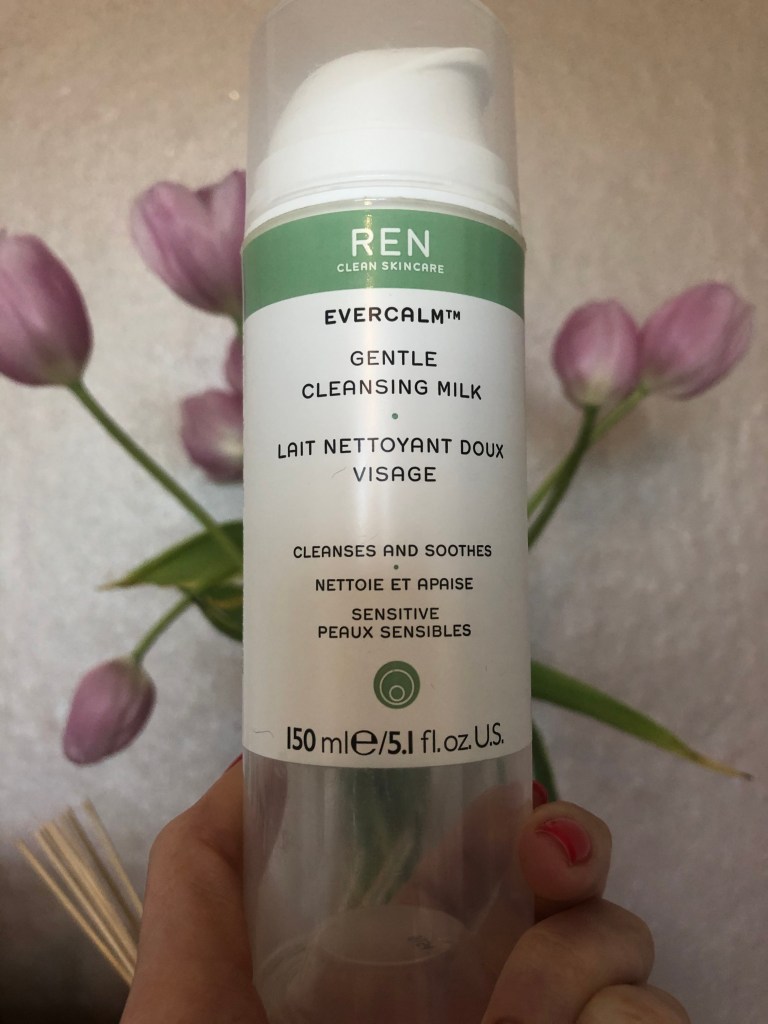 REN
CLEAN SKINCARE
EVERCALM™
GENTLE
CLEANSING MILK
LAIT NETTOYANT DOUX
VISAGE
CLEANSES AND SOOTHES
NETTOIE ET APAISE
SENSITIVE
PEAUX SENSIBLES
150 ml℮/5.1 fl.oz.U.S.